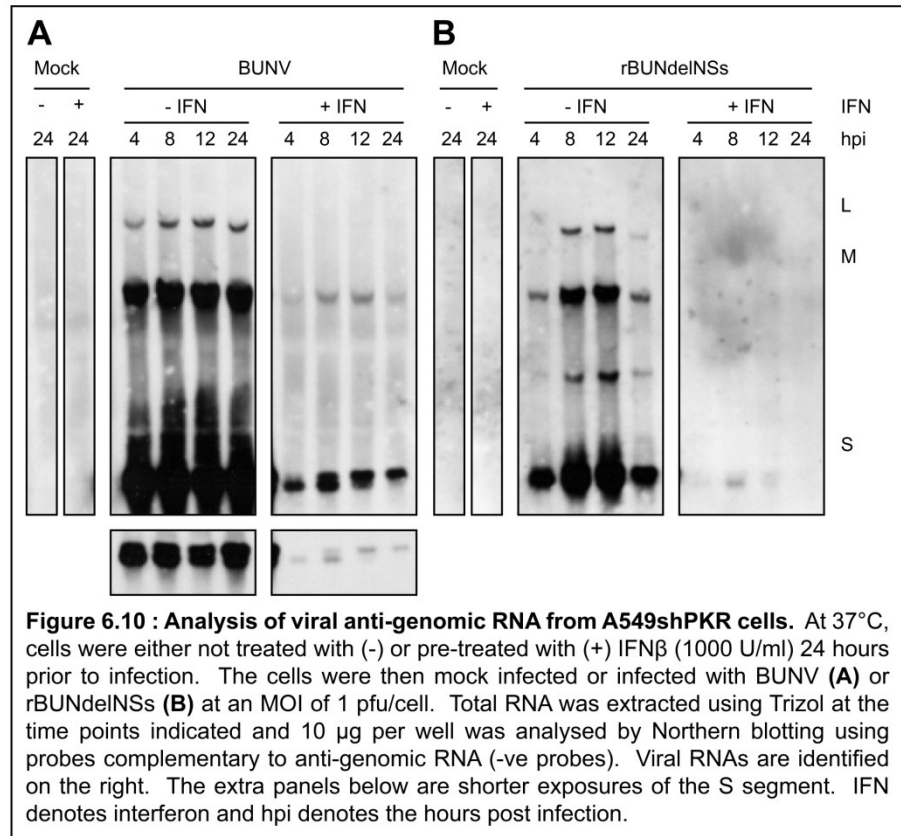 A
B
Mock BUNV Mock rBUNdelNSs
- + - IFN + IFN - + - IFN + IFN IFN
24 24 4 8 12 24 4 8 12 24 24 24 4 8 12 24 4 8 12 24 hpi
L
M
S
Figure 6.10 : Analysis of viral anti-genomic RNA from A549shPKR cells. At 37°C,
cells were either not treated with (-) or pre-treated with (+) IFNβ (1000 U/ml) 24 hours
prior to infection. The cells were then mock infected or infected with BUNV (A) or
rBUNdelNSs (B) at an MOI of 1 pfu/cell. Total RNA was extracted using Trizol at the
time points indicated and 10 µg per well was analysed by Northern blotting using
probes complementary to anti-genomic RNA (-ve probes). Viral RNAs are identified
on the right. The extra panels below are shorter exposures of the S segment. IFN
denotes interferon and hpi denotes the hours post infection.